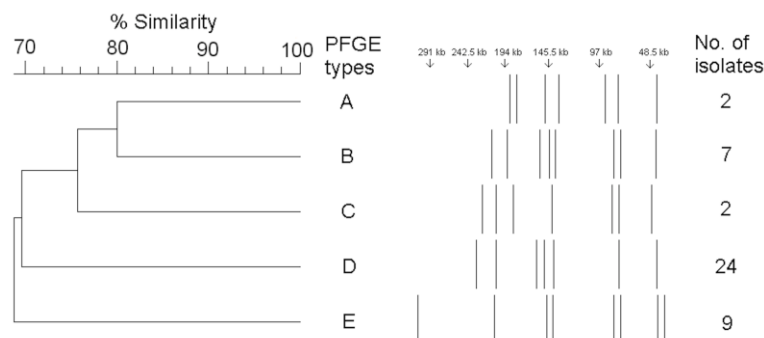 % Similarity
70 80 90 100
PFGE types
291 kb 242.5 kb 194 kb 145.5 kb 97 kb 48.5 kb
No. of isolates
A 2
B 7
C 2
D 24
E 9